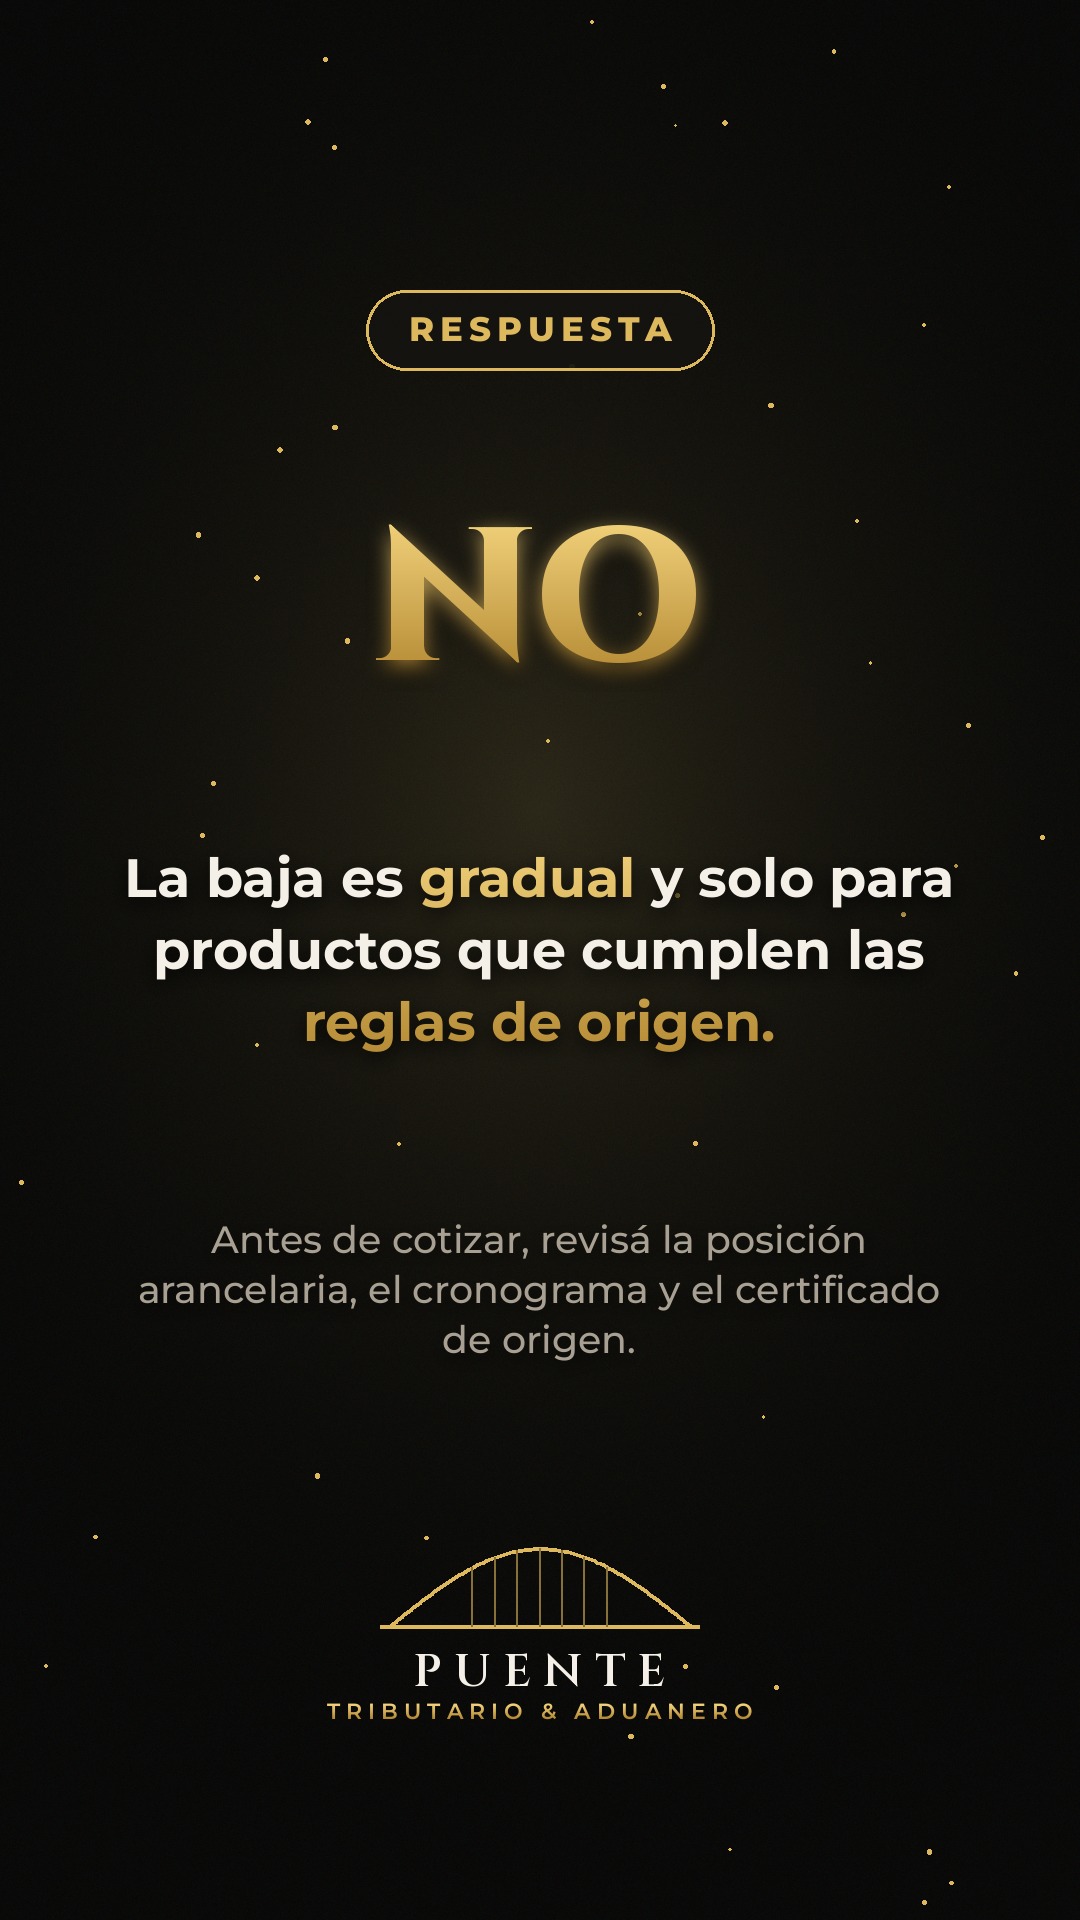 RESPUESTA
NO
La baja es gradual y solo para
productos que cumplen las
reglas de origen.
Antes de cotizar, revisá la posición
arancelaria, el cronograma y el certificado
de origen.
PUENTE
TRIBUTARIO & ADUANERO